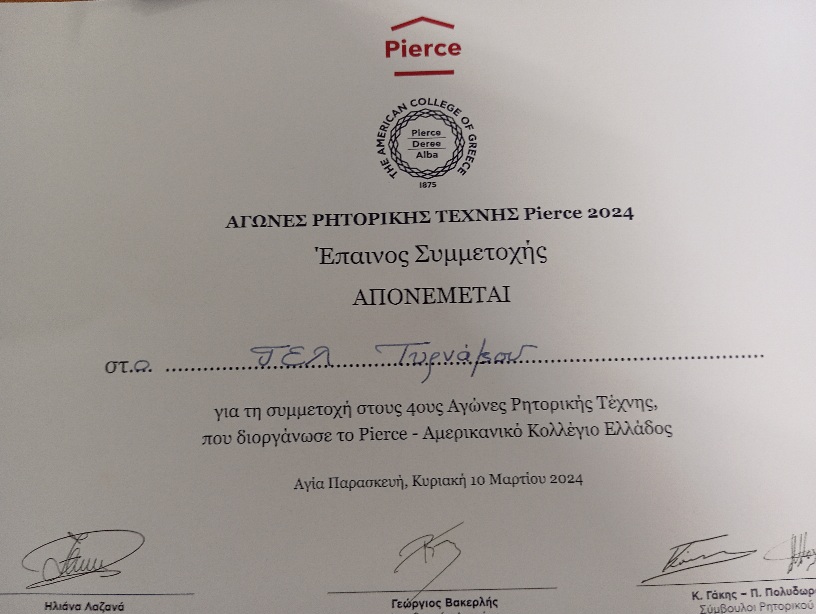 Pierce
THE AMERICAN COLLEGE OF GREECE
Pierce
Deree
Alba
1875
ΑΓΩΝΕΣ ΡΗΤΟΡΙΚΗΣ ΤΕΧΝΗΣ Pierce 2024
Έπαινος Συμμετοχής
ΑΠΟΝΕΜΕΤΑΙ
στ.ο. ΓΕΛ Τυρνάβου
για τη συμμετοχή στους 4ους Αγώνες Ρητορικής Τέχνης,
που διοργάνωσε το Pierce - Αμερικανικό Κολλέγιο Ελλάδος
Αγία Παρασκευή, Κυριακή 10 Μαρτίου 2024
Ηλιάνα Λαζανά
Γεώργιος Βακερλής
Κ. Γάκης – Π. Πολυδωρ
Σύμβουλοι Ρητορικού